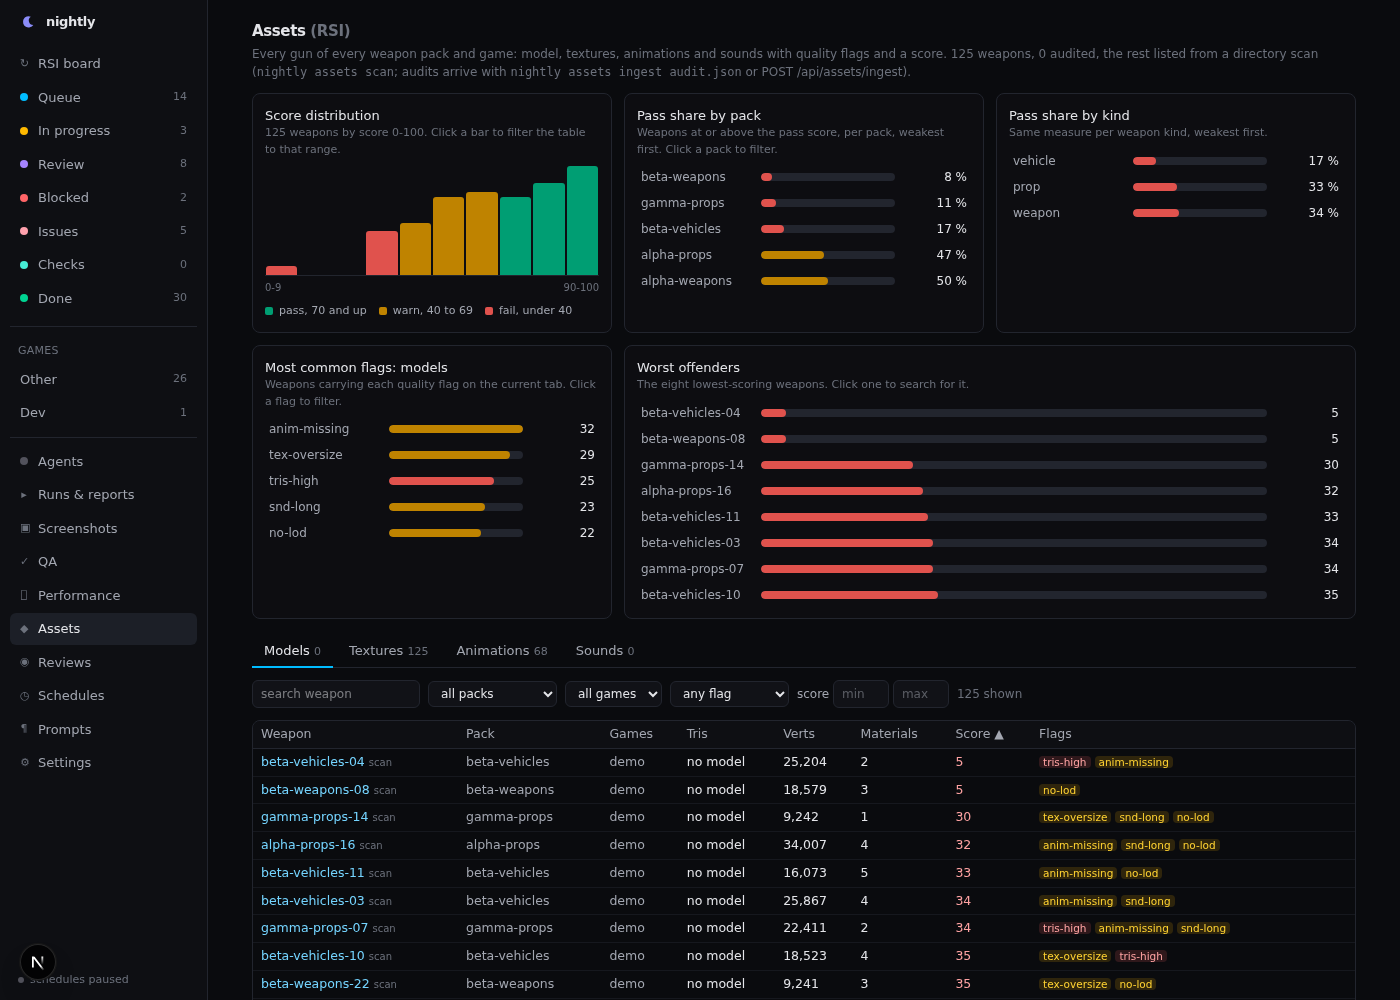 nightly
RSI board
Queue 14
In progress 3
Review 8
Blocked 2
Issues 5
Checks 0
Done 30
GAMES
Other 26
Dev 1
Agents
Runs & reports
Screenshots
QA
Performance
Assets
Reviews
Schedules
Prompts
Settings
schedules paused
Assets (RSI)
Every gun of every weapon pack and game: model, textures, animations and sounds with quality flags and a score. 125 weapons, 0 audited, the rest listed from a directory scan
(nightly assets scan; audits arrive with nightly assets ingest audit.json or POST /api/assets/ingest).
Score distribution
125 weapons by score 0-100. Click a bar to filter the table
to that range.
0-9 90-100
pass, 70 and up warn, 40 to 69 fail, under 40
Pass share by pack
Weapons at or above the pass score, per pack, weakest
first. Click a pack to filter.
beta-weapons 8 %
gamma-props 11 %
beta-vehicles 17 %
alpha-props 47 %
alpha-weapons 50 %
Pass share by kind
Same measure per weapon kind, weakest first.
vehicle 17 %
prop 33 %
weapon 34 %
Most common flags: models
Weapons carrying each quality flag on the current tab. Click
a flag to filter.
anim-missing 32
tex-oversize 29
tris-high 25
snd-long 23
no-lod 22
Worst offenders
The eight lowest-scoring weapons. Click one to search for it.
beta-vehicles-04 5
beta-weapons-08 5
gamma-props-14 30
alpha-props-16 32
beta-vehicles-11 33
beta-vehicles-03 34
gamma-props-07 34
beta-vehicles-10 35
Models 0 Textures 125 Animations 68 Sounds 0
search weapon all packs all games any flag score min max 125 shown
Weapon Pack Games Tris Verts Materials Score ▲ Flags
beta-vehicles-04 scan beta-vehicles demo no model 25,204 2 5 tris-high anim-missing
beta-weapons-08 scan beta-weapons demo no model 18,579 3 5 no-lod
gamma-props-14 scan gamma-props demo no model 9,242 1 30 tex-oversize snd-long no-lod
alpha-props-16 scan alpha-props demo no model 34,007 4 32 anim-missing snd-long no-lod
beta-vehicles-11 scan beta-vehicles demo no model 16,073 5 33 anim-missing no-lod
beta-vehicles-03 scan beta-vehicles demo no model 25,867 4 34 anim-missing snd-long
gamma-props-07 scan gamma-props demo no model 22,411 2 34 tris-high anim-missing snd-long
beta-vehicles-10 scan beta-vehicles demo no model 18,523 4 35 tex-oversize tris-high
beta-weapons-22 scan beta-weapons demo no model 9,241 3 35 tex-oversize no-lod